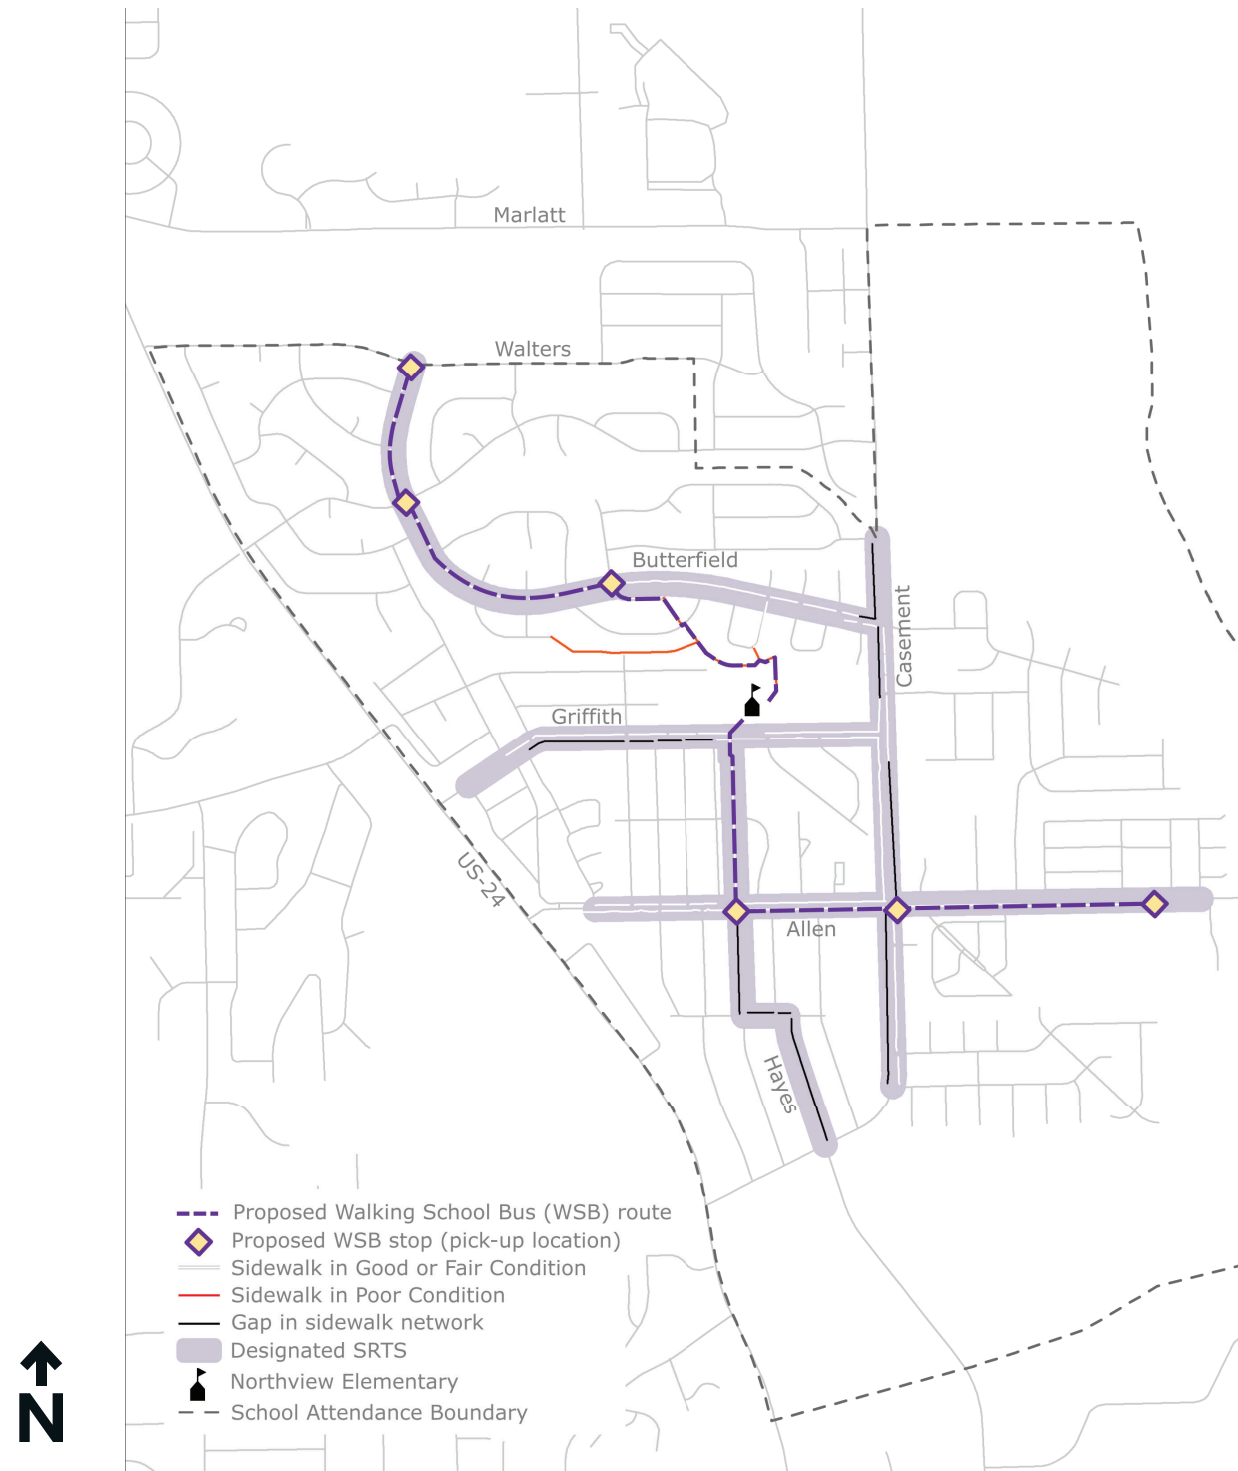 Marlatt
Walters
Butterfield
Casement
Griffith
US-24
Allen
Hayes
Proposed Walking School Bus (WSB) route
Proposed WSB stop (pick-up location)
Sidewalk in Good or Fair Condition
Sidewalk in Poor Condition
Gap in sidewalk network
Designated SRTS
Northview Elementary
School Attendance Boundary
N